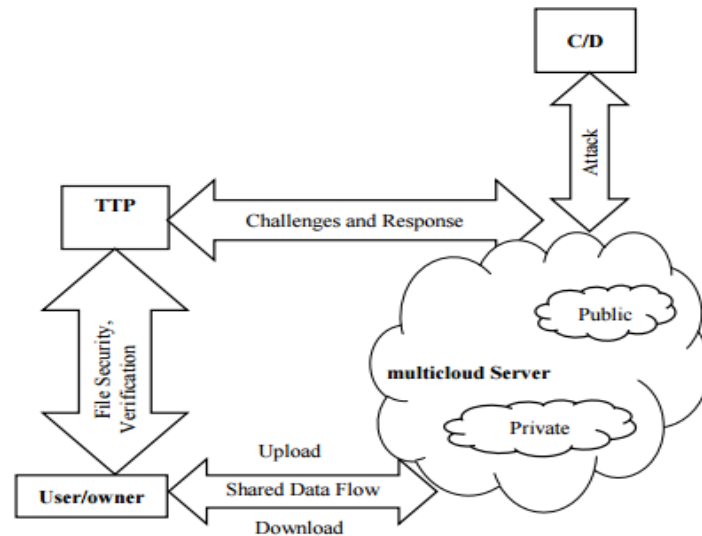 C/D
Attack
TTP
Challenges and Response
Public
File Security,
Verification
multicloud Server
Private
Upload
User/owner
Shared Data Flow
Download